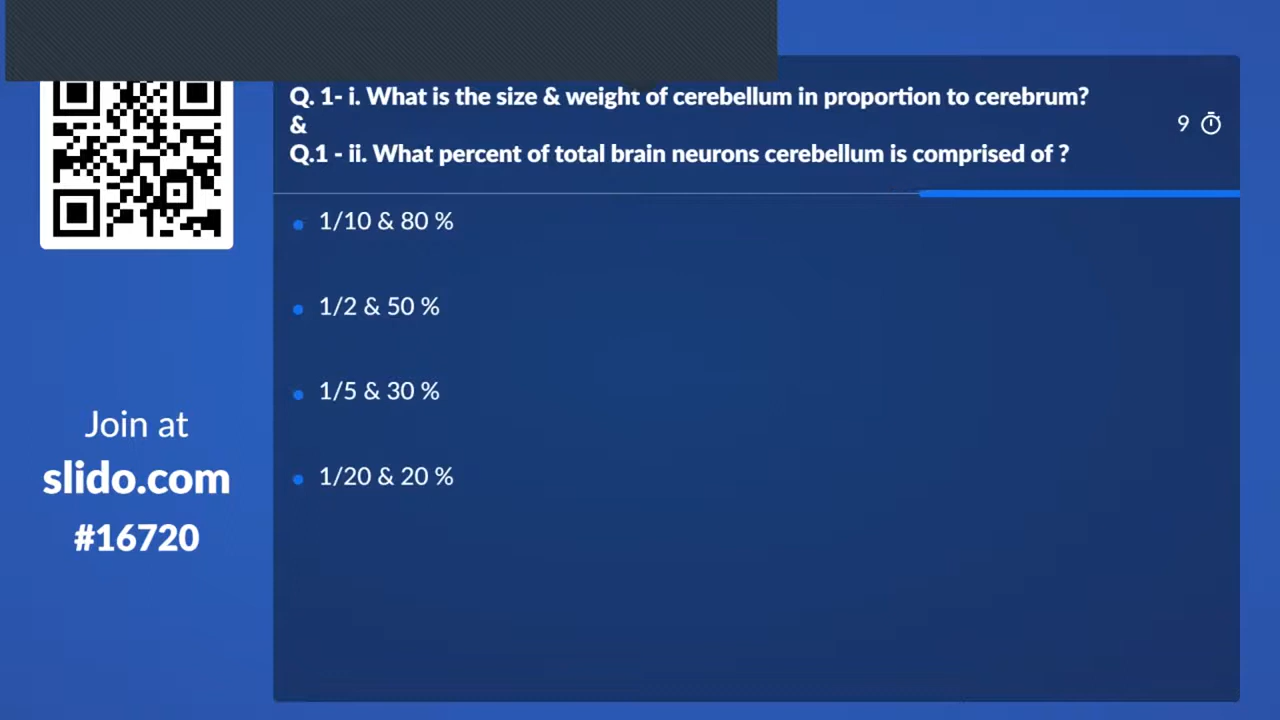 Q. 1- i. What is the size & weight of cerebellum in proportion to cerebrum?
&
Q.1 - ii. What percent of total brain neurons cerebellum is comprised of ?
9
1/10 & 80 %
1/2 & 50 %
1/5 & 30 %
1/20 & 20 %
Join at
slido.com
#16720